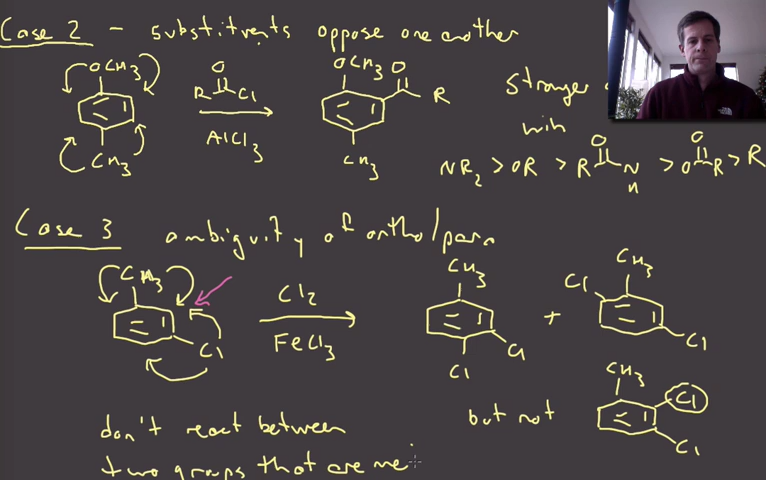 Case 2 - substituents oppose one another
OCH3
R
O
Cl
AlCl3
CH3
OCH3
O
R
CH3
Stronger
win
NR2 > OR > R O N H > O O R > R
Case 3 ambiguity of ortho/para
CH3
Cl
Cl2
FeCl3
CH3
Cl
Cl
+
Cl
CH3
Cl
but not
CH3
Cl
Cl
don't react between
two groups that are me